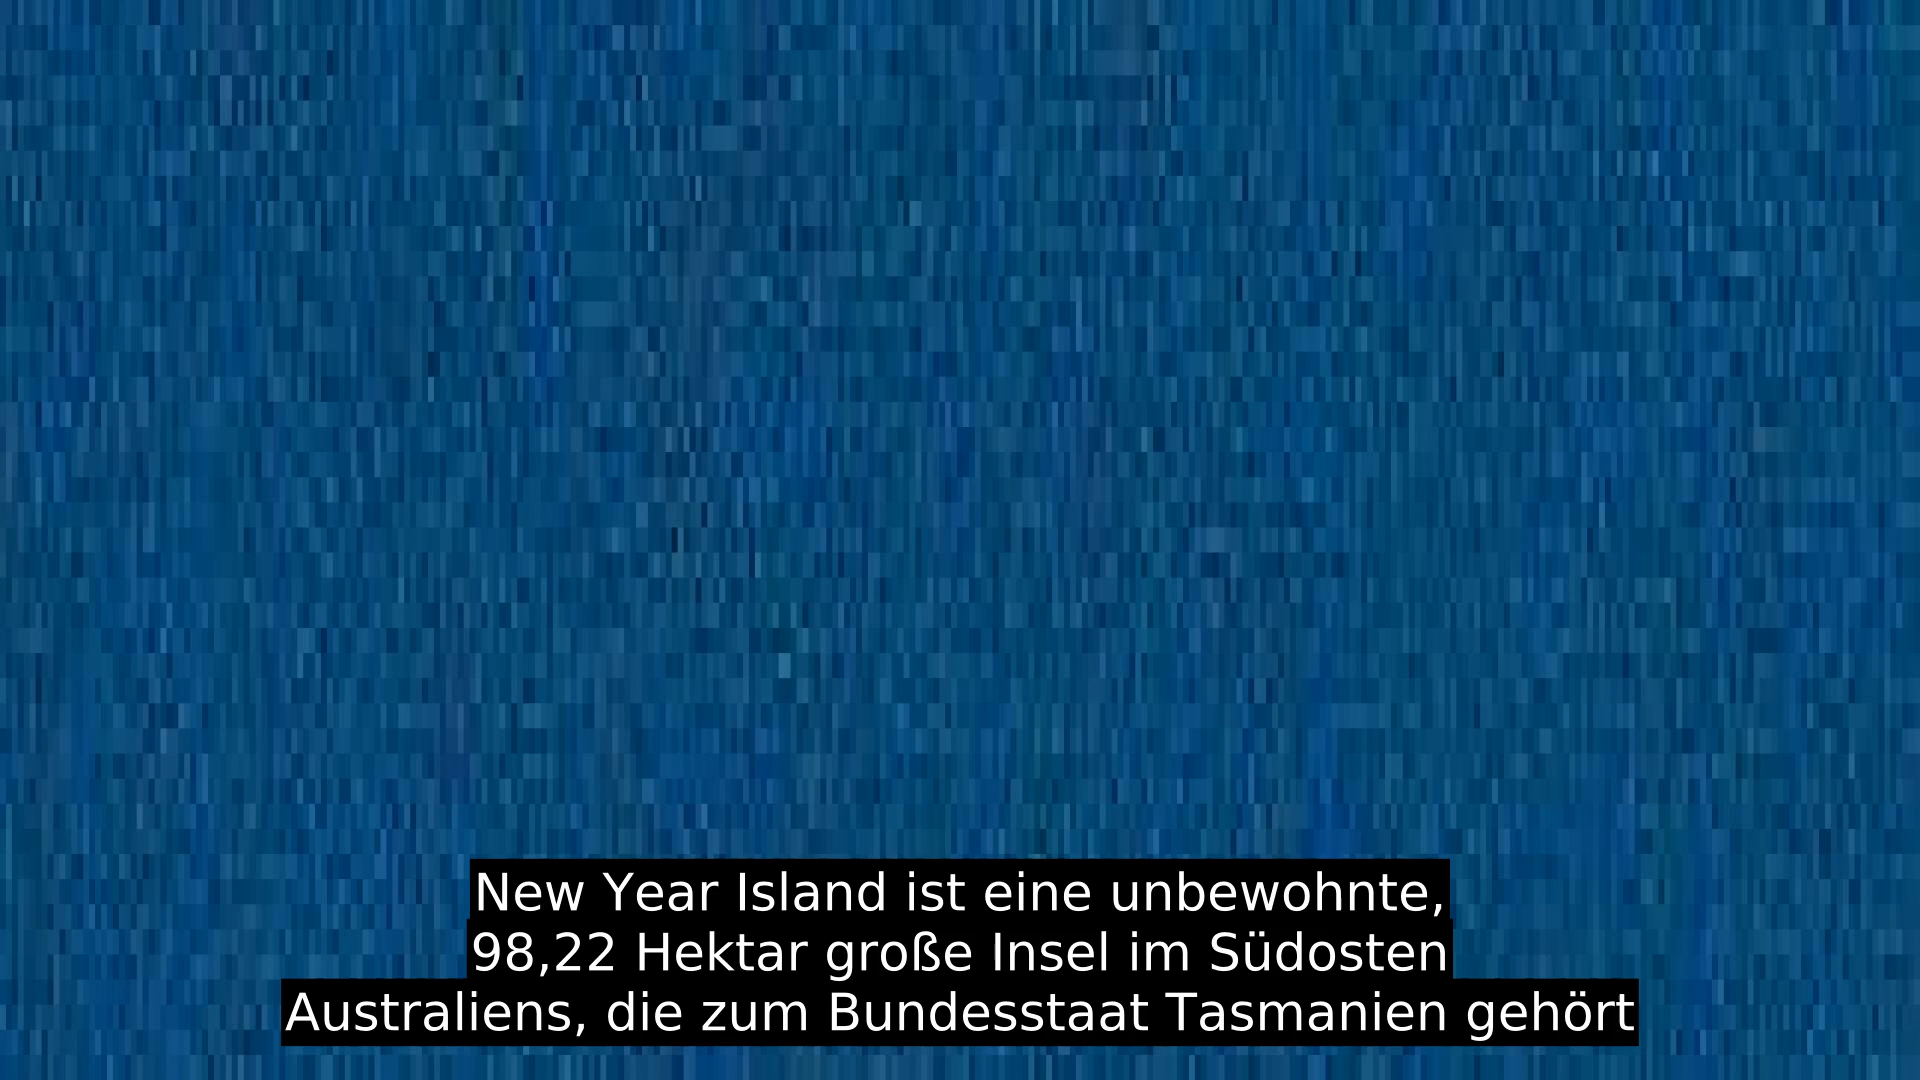 New Year Island ist eine unbewohnte,
98,22 Hektar große Insel im Südosten
Australiens, die zum Bundesstaat Tasmanien gehört